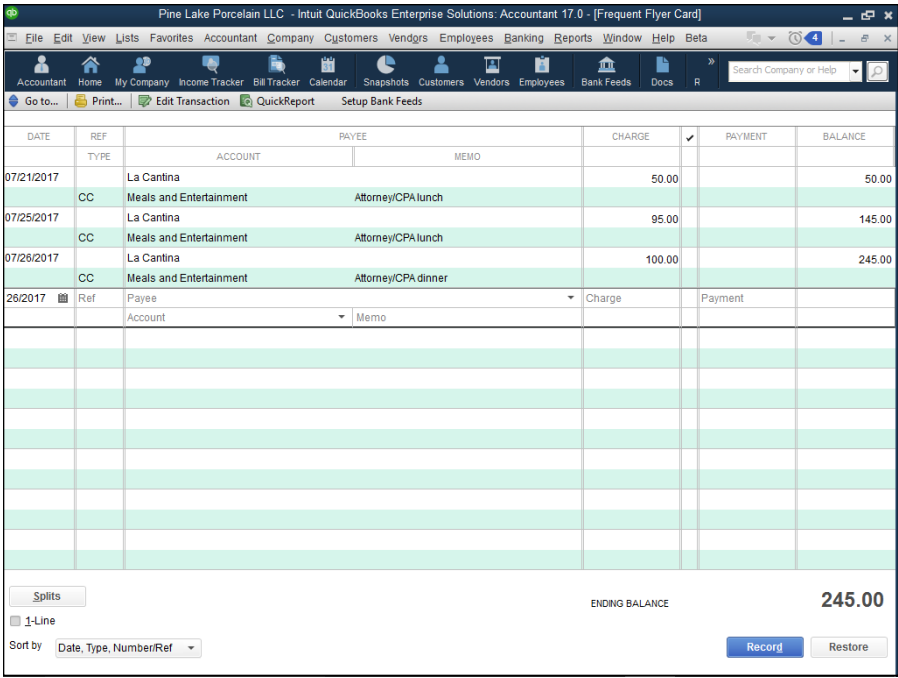 qb Pine Lake Porcelain LLC - Intuit QuickBooks Enterprise Solutions: Accountant 17.0 - [Frequent Flyer Card]
File Edit View Lists Favorites Accountant Company Customers Vendors Employees Banking Reports Window Help Beta 4
Accountant Home My Company Income Tracker Bill Tracker Calendar Snapshots Customers Vendors Employees Bank Feeds Docs R » Search Company or Help
31
Go to... Print... Edit Transaction QuickReport Setup Bank Feeds
DATE REF PAYEE CHARGE ✓ PAYMENT BALANCE
TYPE ACCOUNT MEMO
07/21/2017 La Cantina 50.00 50.00
CC Meals and Entertainment Attorney/CPA lunch
07/25/2017 La Cantina 95.00 145.00
CC Meals and Entertainment Attorney/CPA lunch
07/26/2017 La Cantina 100.00 245.00
CC Meals and Entertainment Attorney/CPA dinner
26/2017 Ref Payee Charge Payment
Account Memo
Splits
ENDING BALANCE 245.00
1-Line
Sort by Date, Type, Number/Ref Record Restore